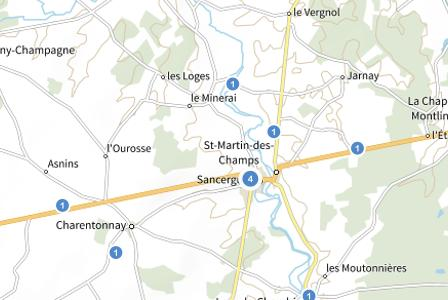 le Vergnol
ny-Champagne
les Loges
Jarnay
1
le Minerai
La Chap
Montlin
1
l'Ét
St-Martin-des-
Champs
1
l'Ourosse
Asnins
Sancerg
4
1
Charentonnay
1
les Moutonnières
1